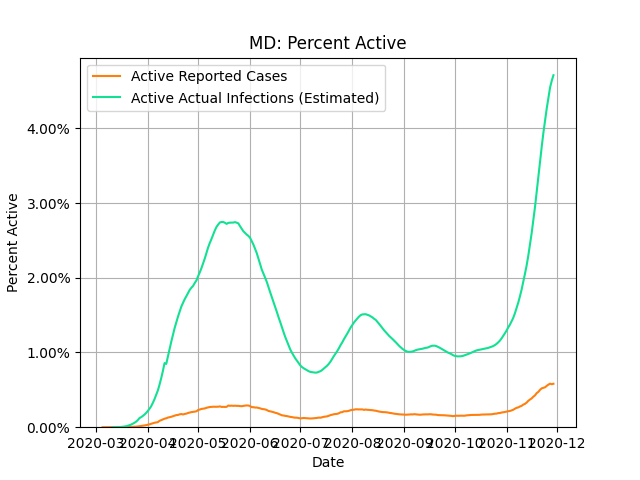 MD: Percent Active
Active Reported Cases
Active Actual Infections (Estimated)
Percent Active
4.00%
3.00%
2.00%
1.00%
0.00%
2020-03 2020-04 2020-05 2020-06 2020-07 2020-08 2020-09 2020-10 2020-11 2020-12
Date